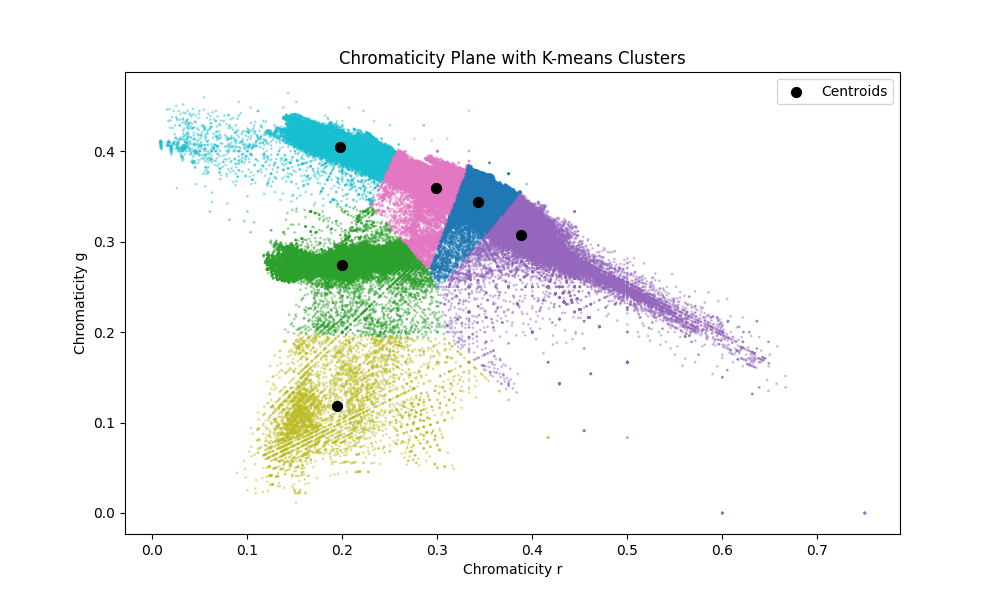 Chromaticity Plane with K-means Clusters
Centroids
Chromaticity g
0.4
0.3
0.2
0.1
0.0
0.0 0.1 0.2 0.3 0.4 0.5 0.6 0.7
Chromaticity r